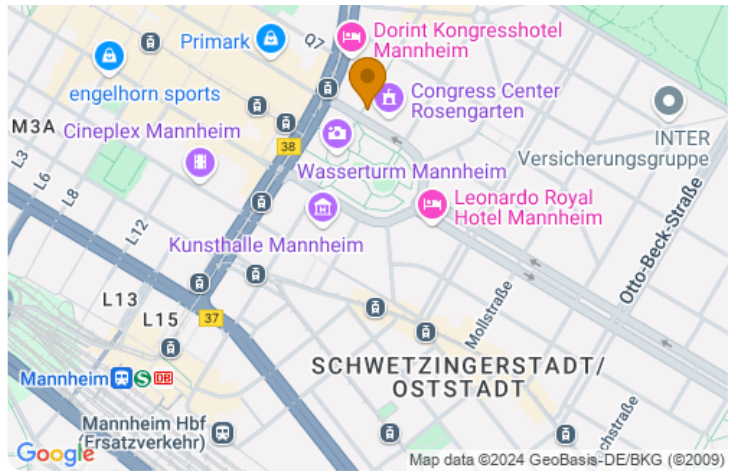 Dorint Kongresshotel
Mannheim
Primark
Q7
engelhorn sports
Congress Center
Rosengarten
M3A
Cineplex Mannheim
38
INTER
Versicherungsgruppe
L3
L6
L8
Wasserturm Mannheim
Leonardo Royal
Hotel Mannheim
L12
Kunsthalle Mannheim
Otto-Beck-Straße
L13
L15
37
Mollstraße
SCHWETZINGERSTADT/
OSTSTADT
Mannheim
S
DB
Mannheim Hbf
(Ersatzverkehr)
chstraße
Google
Map data ©2024 GeoBasis-DE/BKG (©2009)